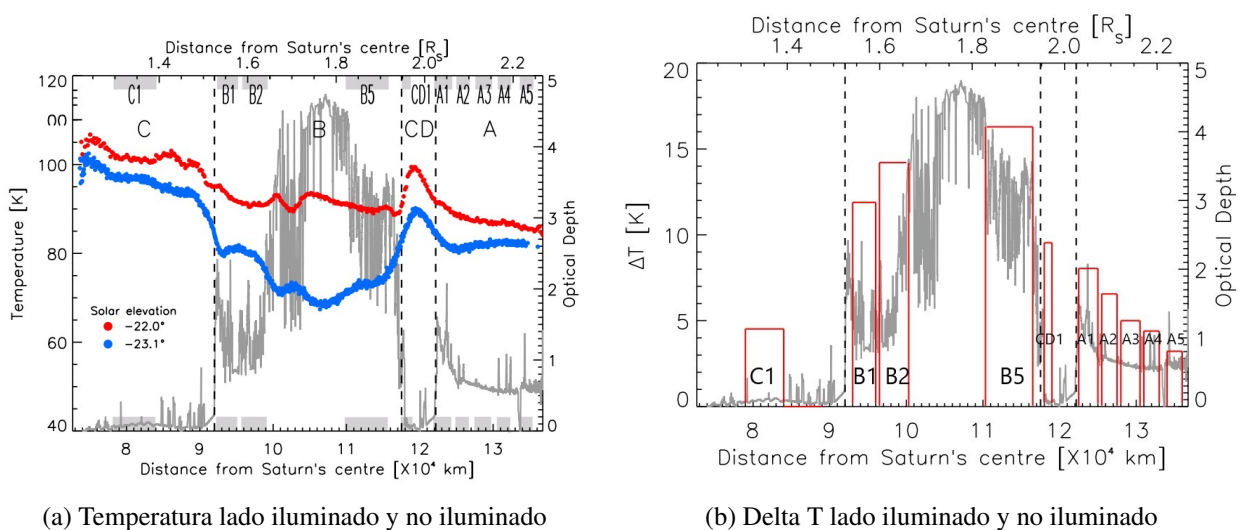 Distance from Saturn's centre [R_s]
1.4 1.6 1.8 2.0 2.2
120
00
100
80
60
40
Temperature [K]
5
4
3
2
1
0
Optical Depth
C1 B1 B2 B5 CD1 A1 A2 A3 A4 A5
C B CD A
Solar elevation
−22.0°
−23.1°
8 9 10 11 12 13
Distance from Saturn's centre [X10⁴ km]
(a) Temperatura lado iluminado y no iluminado
Distance from Saturn's centre [R_s]
1.4 1.6 1.8 2.0 2.2
20
15
10
5
0
ΔT [K]
5
4
3
2
1
0
Optical Depth
C1 B1 B2 B5 CD1 A1 A2 A3 A4 A5
8 9 10 11 12 13
Distance from Saturn's centre [X10⁴ km]
(b) Delta T lado iluminado y no iluminado